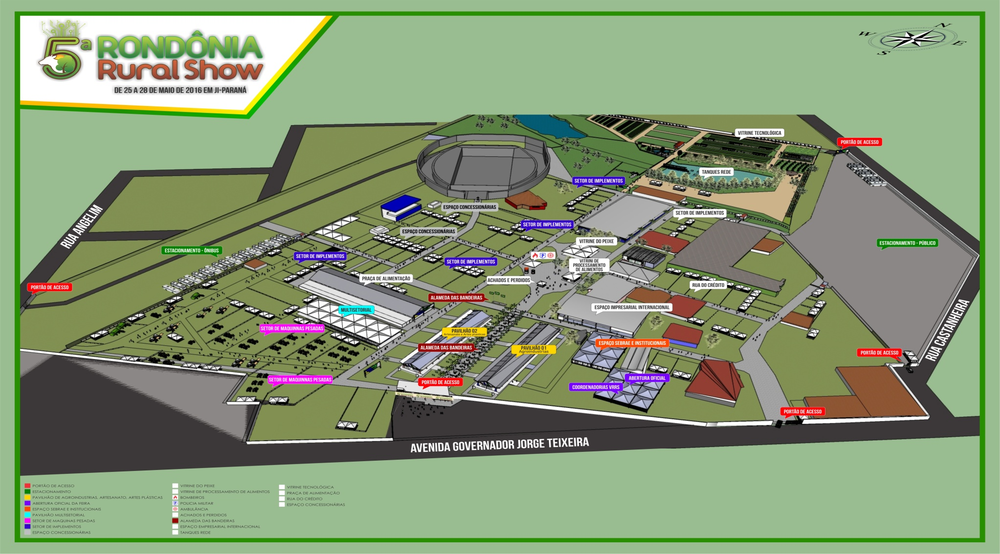 5ª RONDÔNIA
Rural Show
DE 25 A 28 DE MAIO DE 2016 EM JI-PARANÁ
N
W
E
S
VITRINE TECNOLÓGICA
PORTÃO DE ACESSO
TANQUES REDE
SETOR DE IMPLEMENTOS
ESPAÇO CONCESSIONÁRIAS
SETOR DE IMPLEMENTOS
RUA ANGELIM
SETOR DE IMPLEMENTOS
ESPAÇO CONCESSIONÁRIAS
VITRINE DO PEIXE
ESTACIONAMENTO - PÚBLICO
ESTACIONAMENTO - ÔNIBUS
SETOR DE IMPLEMENTOS
P
SETOR DE IMPLEMENTOS
VITRINI DE
PROCESSAMENTO
DE ALIMENTOS
PRAÇA DE ALIMENTAÇÃO
ACHADOS E PERDIDOS
RUA DO CRÉDITO
PORTÃO DE ACESSO
ALAMEDA DAS BANDEIRAS
ESPAÇO IMPRESARIAL INTERNACIONAL
MULTISETORIAL
SETOR DE MAQUINNAS PESADAS
PAVILHÃO 02
Artesanato e Artes plasticas
RUA CASTANHEIRA
ESPAÇO SEBRAE E INSTITUCIONAIS
ALAMEDA DAS BANDEIRAS
PAVILHÃO 01
Agroindustrias
PORTÃO DE ACESSO
SETOR DE MAQUINNAS PESADAS
PORTÃO DE ACESSO
ABERTURA OFICIAL
COORDENADORIAS VRRS
PORTÃO DE ACESSO
AVENIDA GOVERNADOR JORGE TEIXEIRA
PORTÃO DE ACESSO
ESTACIONAMENTO
PAVILHÃO DE AGROINDUSTRIAS, ARTESANATO, ARTES PLÁSTICAS
ABERTURA OFICIAL DA FEIRA
ESPAÇO SEBRAE E INSTITUCIONAIS
PAVILHÃO MULTISETORIAL
SETOR DE MAQUINAS PESADAS
SETOR DE IMPLEMENTOS
ESPAÇO CONCESSIONÁRIAS
VITRINE DO PEIXE
VITRINE DE PROCESSAMENTO DE ALIMENTOS
BOMBEIROS
P POLICIA MILITAR
AMBULÂNCIA
ACHADOS E PERDIDOS
ALAMEDA DAS BANDEIRAS
ESPAÇO EMPRESARIAL INTERNACIONAL
TANQUES REDE
VITRINE TECNOLÓGICA
PRAÇA DE ALIMENTAÇÃO
RUA DO CRÉDITO
ESPAÇO CONCESSIONÁRIAS